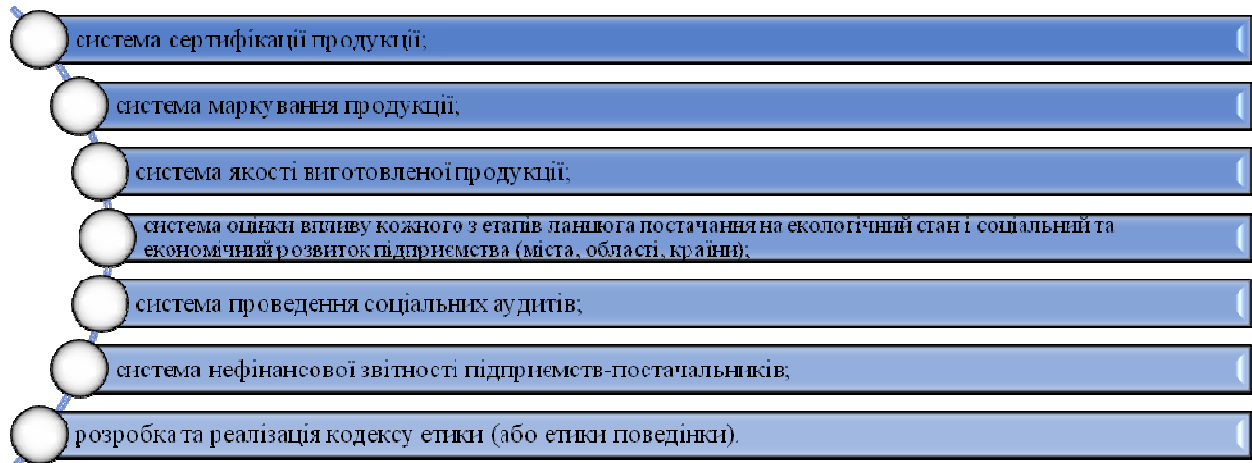 система сертифікації продукції;
система маркування продукції;
система якості виготовленої продукції;
система оцінки впливу кожного з етапів ланцюга постачання на екологічний стан і соціальний та
економічний розвиток підприємства (міста, області, країни);
система проведення соціальних аудитів;
система нефінансової звітності підприємств-постачальників;
розробка та реалізація кодексу етики (або етики поведінки).